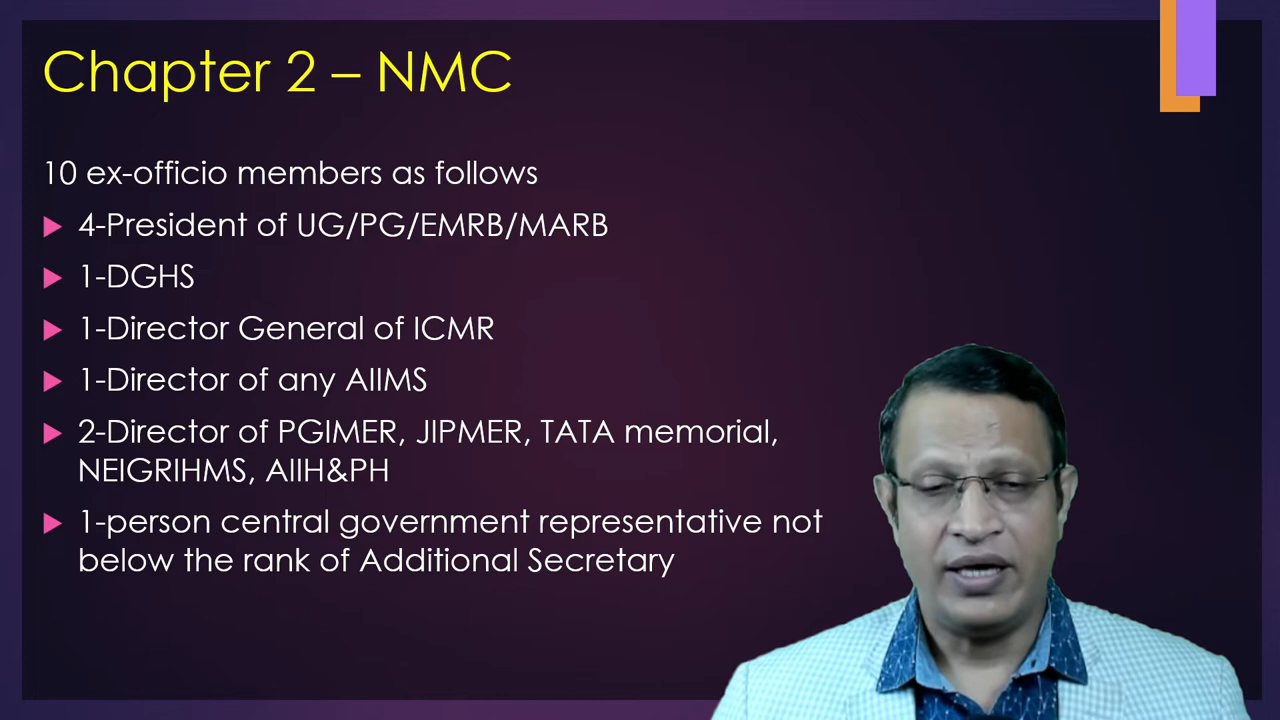 Chapter 2 – NMC
10 ex-officio members as follows
4-President of UG/PG/EMRB/MARB
1-DGHS
1-Director General of ICMR
1-Director of any AIIMS
2-Director of PGIMER, JIPMER, TATA memorial,
NEIGRIHMS, AIIH&PH
1-person central government representative not
below the rank of Additional Secretary